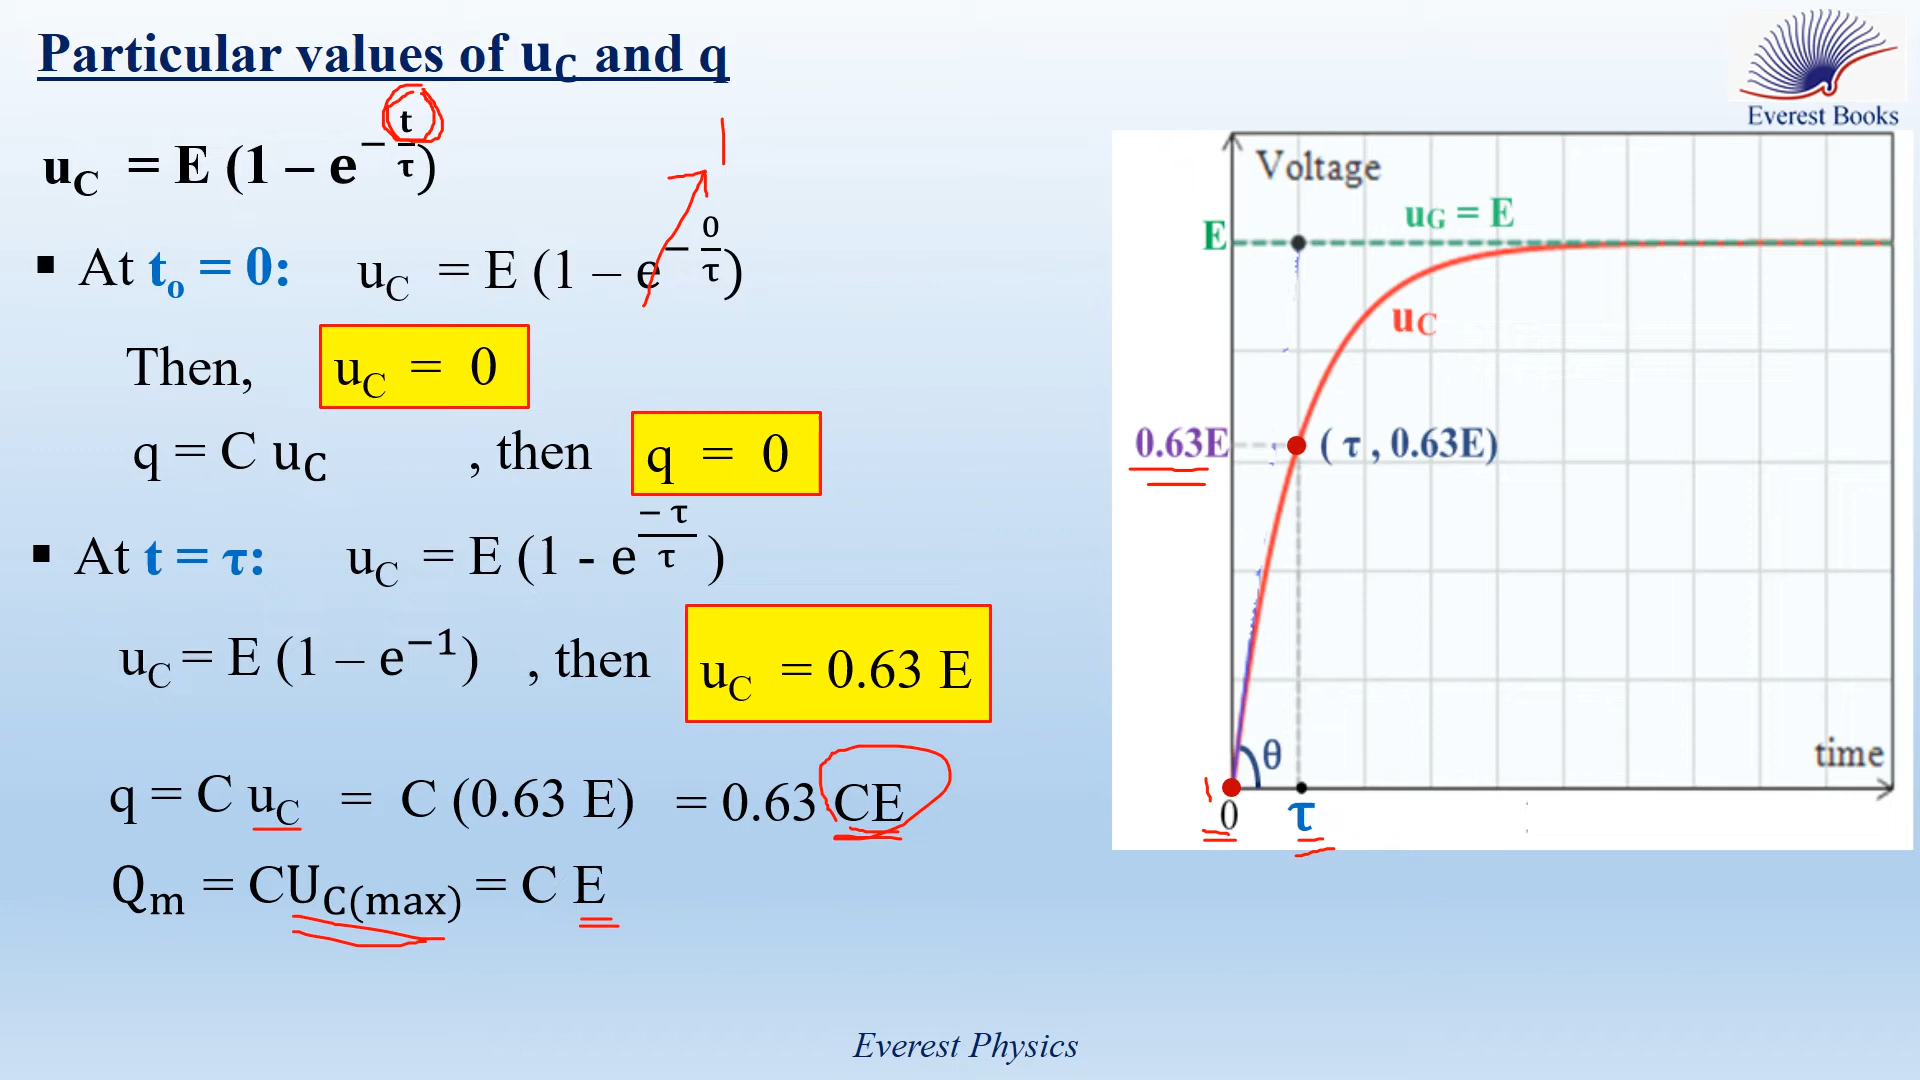 Particular values of uC and q
Everest Books
uC = E (1 – e^(– t/τ))
1
At to = 0: uC = E (1 – e^(– 0/τ))
Then, uC = 0
q = C uC , then q = 0
At t = τ: uC = E (1 - e^(– τ/τ) )
uC = E (1 – e^(−1)) , then uC = 0.63 E
q = C uC = C (0.63 E) = 0.63 CE
Qm = CUC(max) = C E
Voltage
uG = E
E
uC
0.63E
( τ , 0.63E)
θ
time
0
τ
Everest Physics